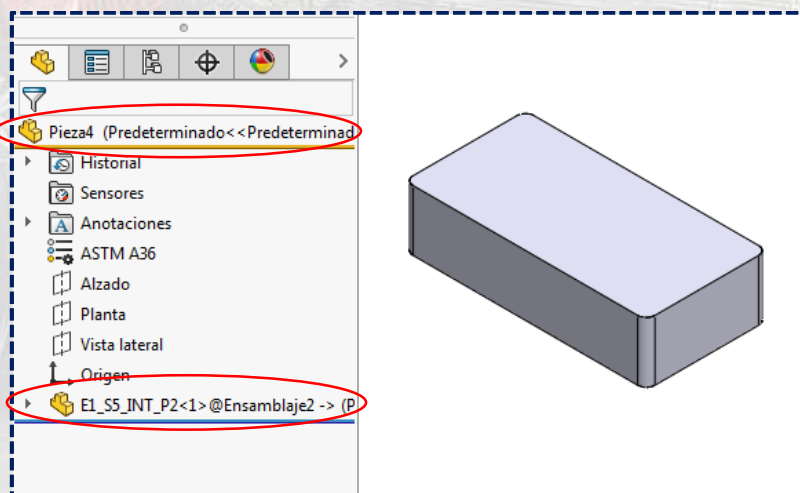 Pieza4 (Predeterminado<<Predeterminad
Historial
Sensores
Anotaciones
ASTM A36
Alzado
Planta
Vista lateral
Origen
E1_S5_INT_P2<1>@Ensamblaje2 -> (P